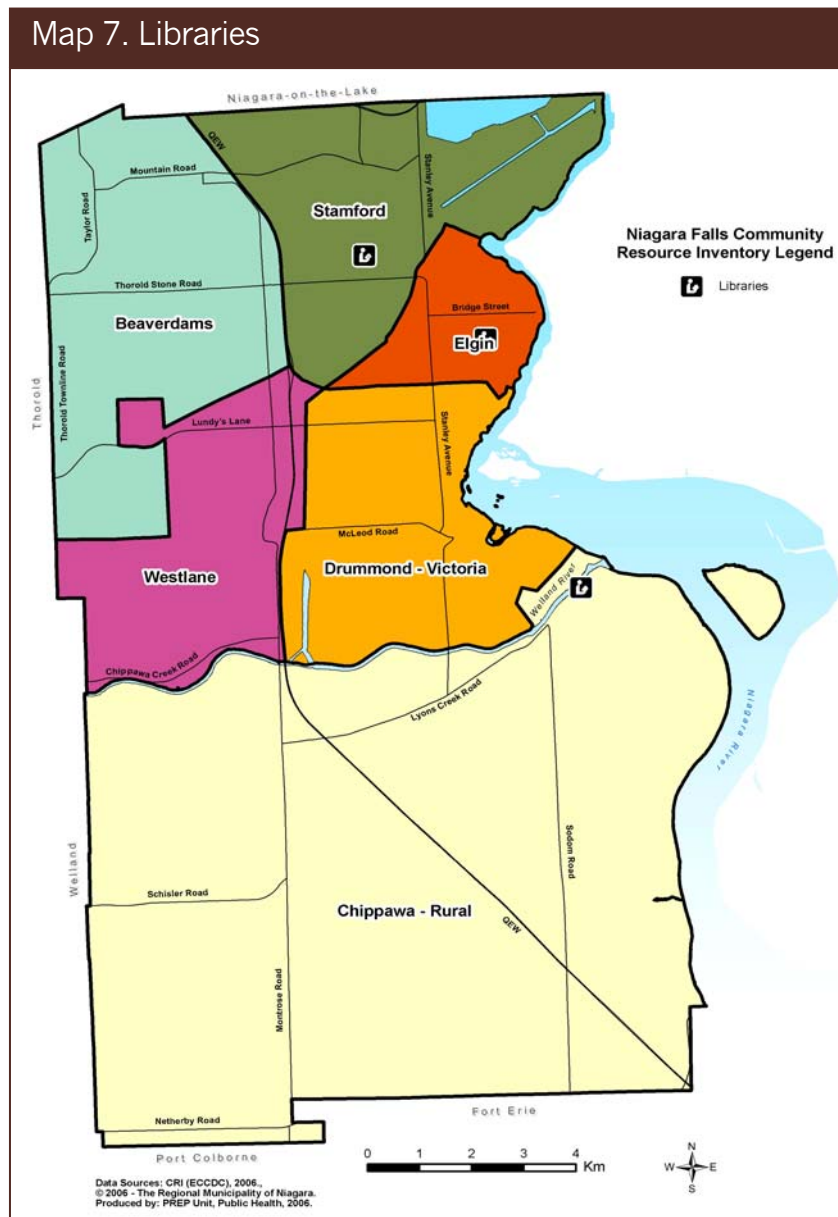 Map 7. Libraries
Niagara-on-the-Lake
QEW
Mountain Road
Taylor Road
Stanley Avenue
Stamford
Niagara Falls Community
Resource Inventory Legend
Libraries
Thorold Stone Road
Bridge Street
Beaverdams
Elgin
Thorold
Thorold Townline Road
Lundy's Lane
Stanley Avenue
McLeod Road
Westlane
Drummond - Victoria
Welland River
Chippawa Creek Road
Lyons Creek Road
Niagara River
Welland
Sodom Road
Schisler Road
Chippawa - Rural
QEW
Montrose Road
Netherby Road
Fort Erie
Port Colborne
0 1 2 3 4
Km
N
W E
S
Data Sources: CRI (ECCDC), 2006.,
© 2006 - The Regional Municipality of Niagara.
Produced by: PREP Unit, Public Health, 2006.